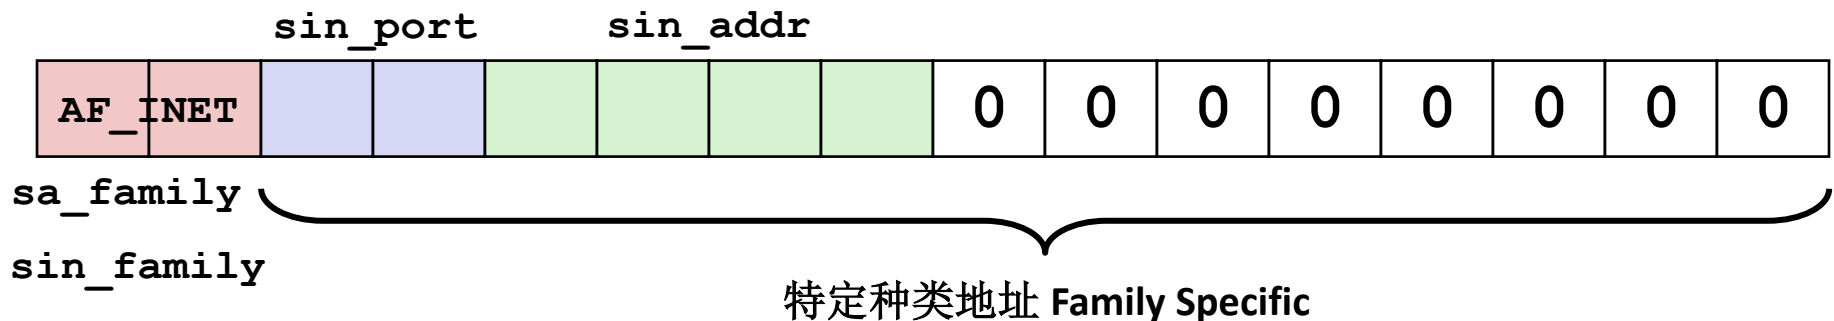 sin_port sin_addr
AF_INET 0 0 0 0 0 0 0 0
sa_family
sin_family
特定种类地址 Family Specific